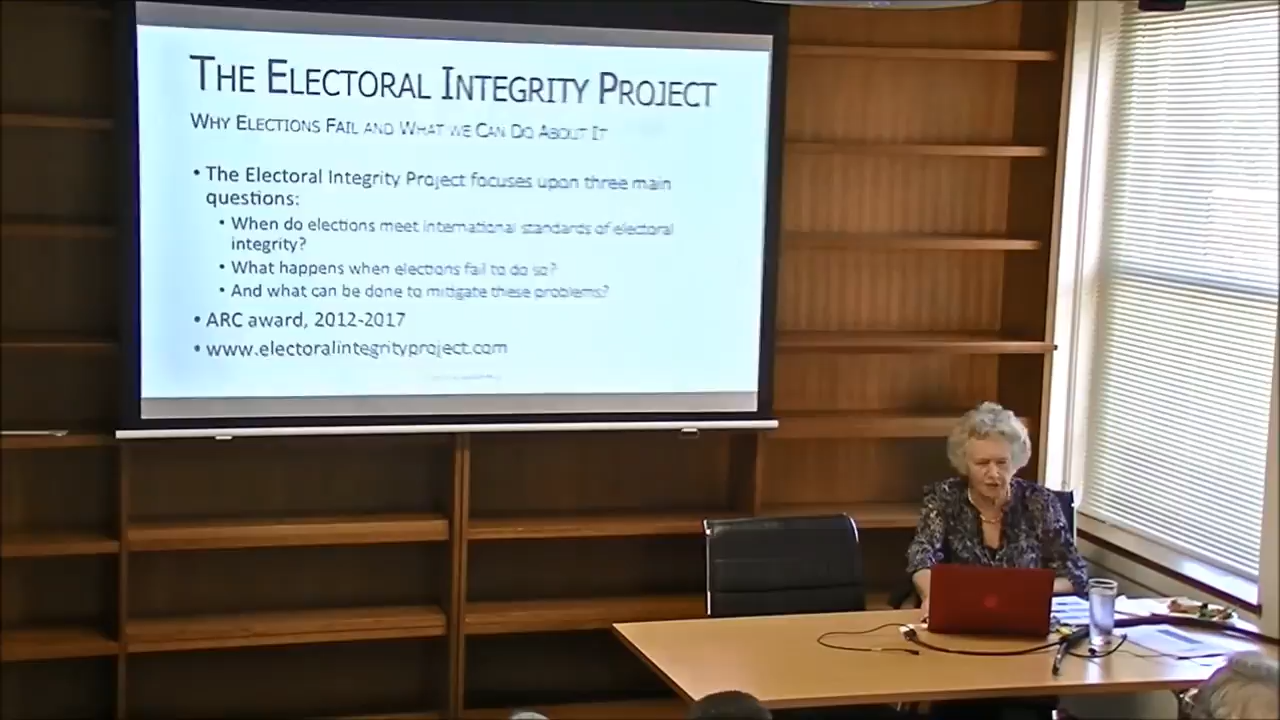 THE ELECTORAL INTEGRITY PROJECT
WHY ELECTIONS FAIL AND WHAT WE CAN DO ABOUT IT
• The Electoral Integrity Project focuses upon three main
questions:
• When do elections meet international standards of electoral
integrity?
• What happens when elections fail to do so?
• And what can be done to mitigate these problems?
• ARC award, 2012-2017
• www.electoralintegrityproject.com